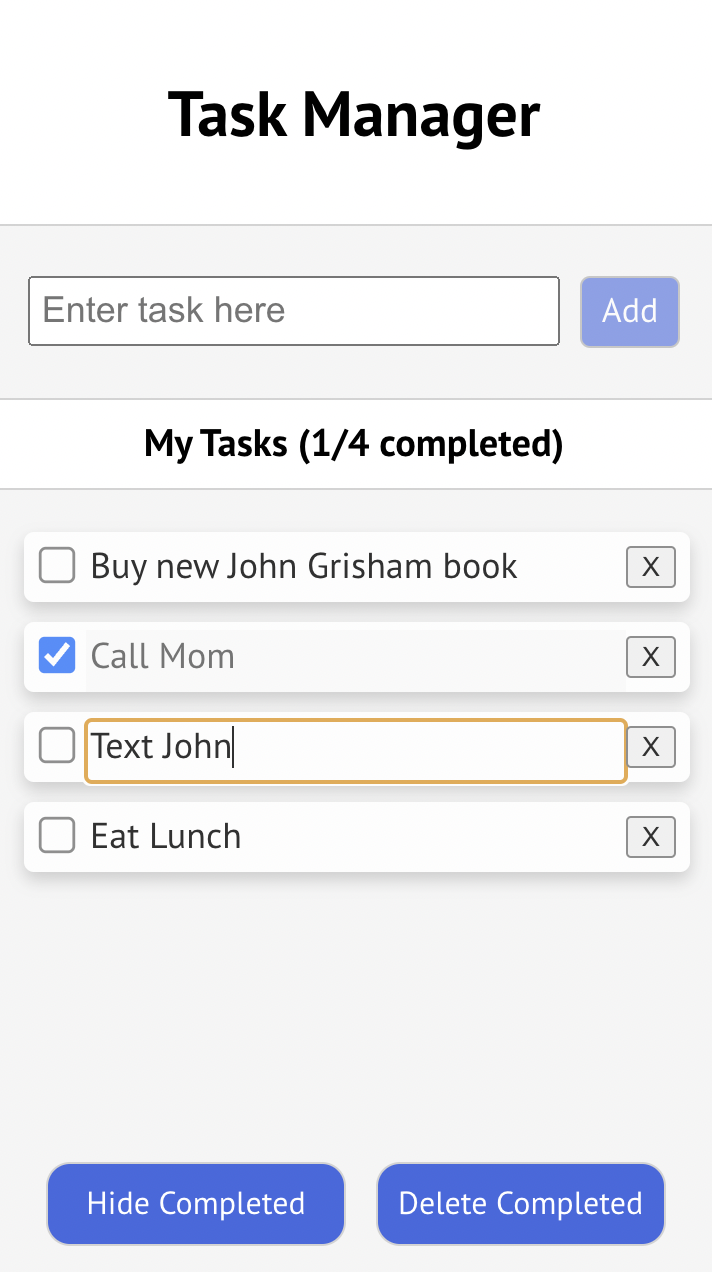 Task Manager
Enter task here
Add
My Tasks (1/4 completed)
Buy new John Grisham book
X
Call Mom
X
Text John
X
Eat Lunch
X
Hide Completed
Delete Completed